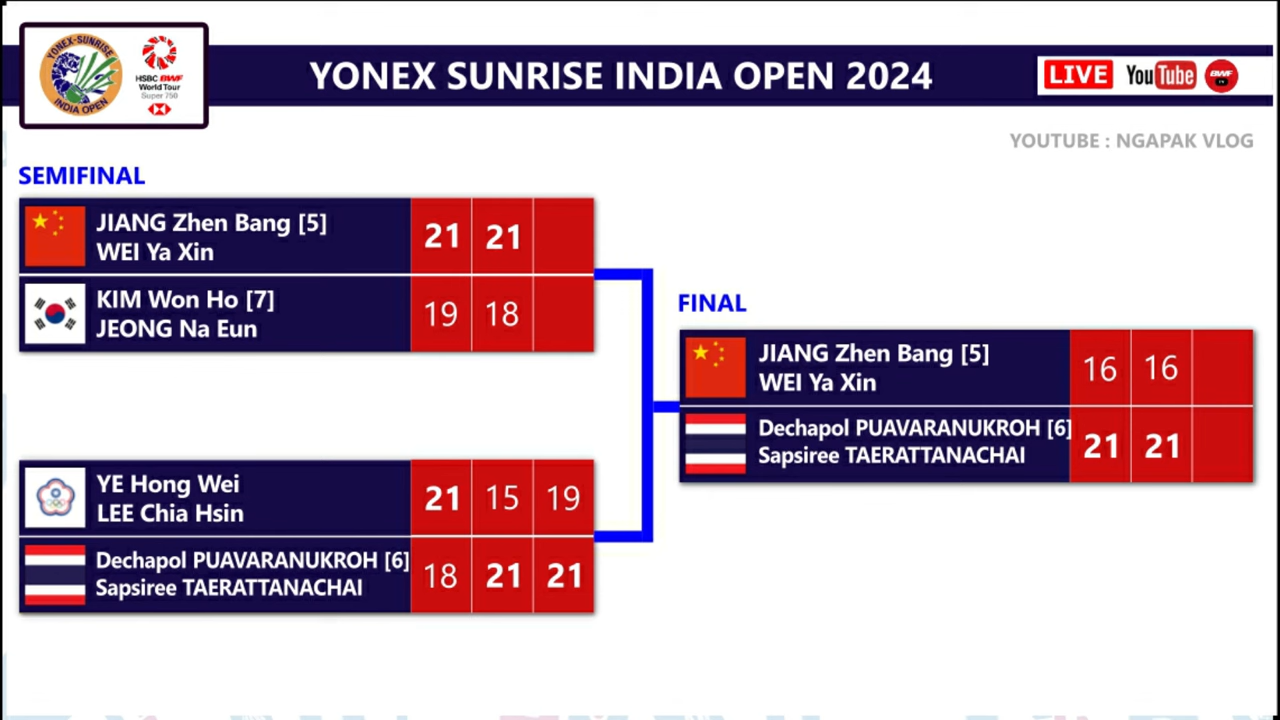 YONEX-SUNRISE
INDIA OPEN
HSBC BWF
World Tour
Super 750
YONEX SUNRISE INDIA OPEN 2024
LIVE YouTube BWF
YOUTUBE : NGAPAK VLOG
SEMIFINAL
JIANG Zhen Bang [5]
WEI Ya Xin
21 21
KIM Won Ho [7]
JEONG Na Eun
19 18
YE Hong Wei
LEE Chia Hsin
21 15 19
Dechapol PUAVARANUKROH [6]
Sapsiree TAERATTANACHAI
18 21 21
FINAL
JIANG Zhen Bang [5]
WEI Ya Xin
16 16
Dechapol PUAVARANUKROH [6]
Sapsiree TAERATTANACHAI
21 21